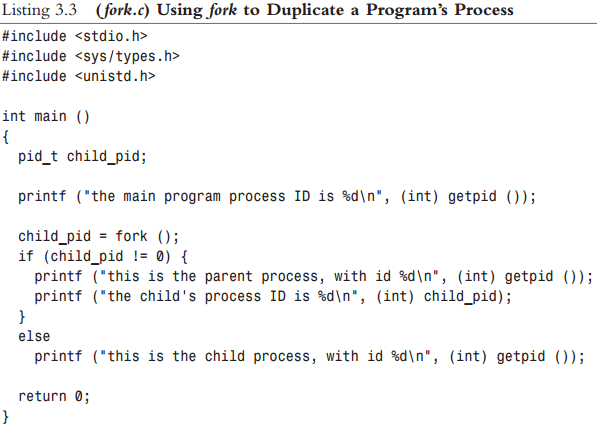 Listing 3.3 (fork.c) Using fork to Duplicate a Program’s Process
#include <stdio.h>
#include <sys/types.h>
#include <unistd.h>
int main ()
{
pid_t child_pid;
printf ("the main program process ID is %d\n", (int) getpid ());
child_pid = fork ();
if (child_pid != 0) {
printf ("this is the parent process, with id %d\n", (int) getpid ());
printf ("the child's process ID is %d\n", (int) child_pid);
}
else
printf ("this is the child process, with id %d\n", (int) getpid ());
return 0;
}